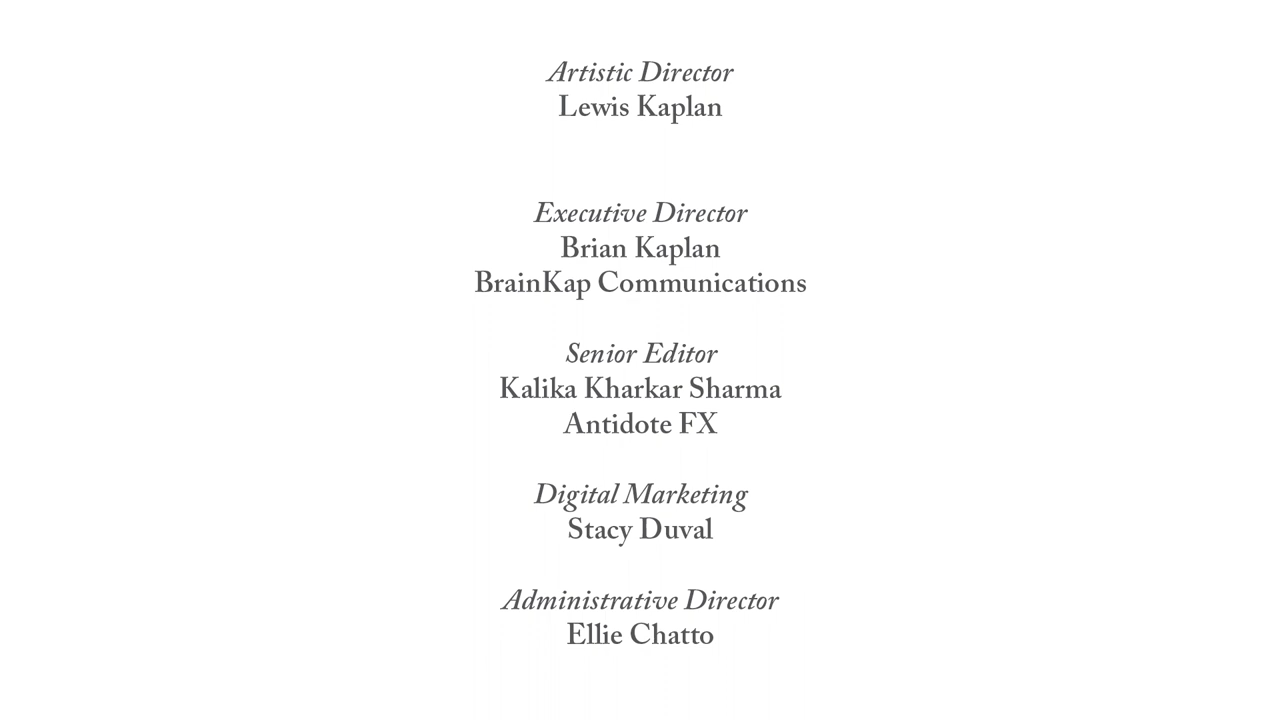 Artistic Director
Lewis Kaplan
Executive Director
Brian Kaplan
BrainKap Communications
Senior Editor
Kalika Kharkar Sharma
Antidote FX
Digital Marketing
Stacy Duval
Administrative Director
Ellie Chatto